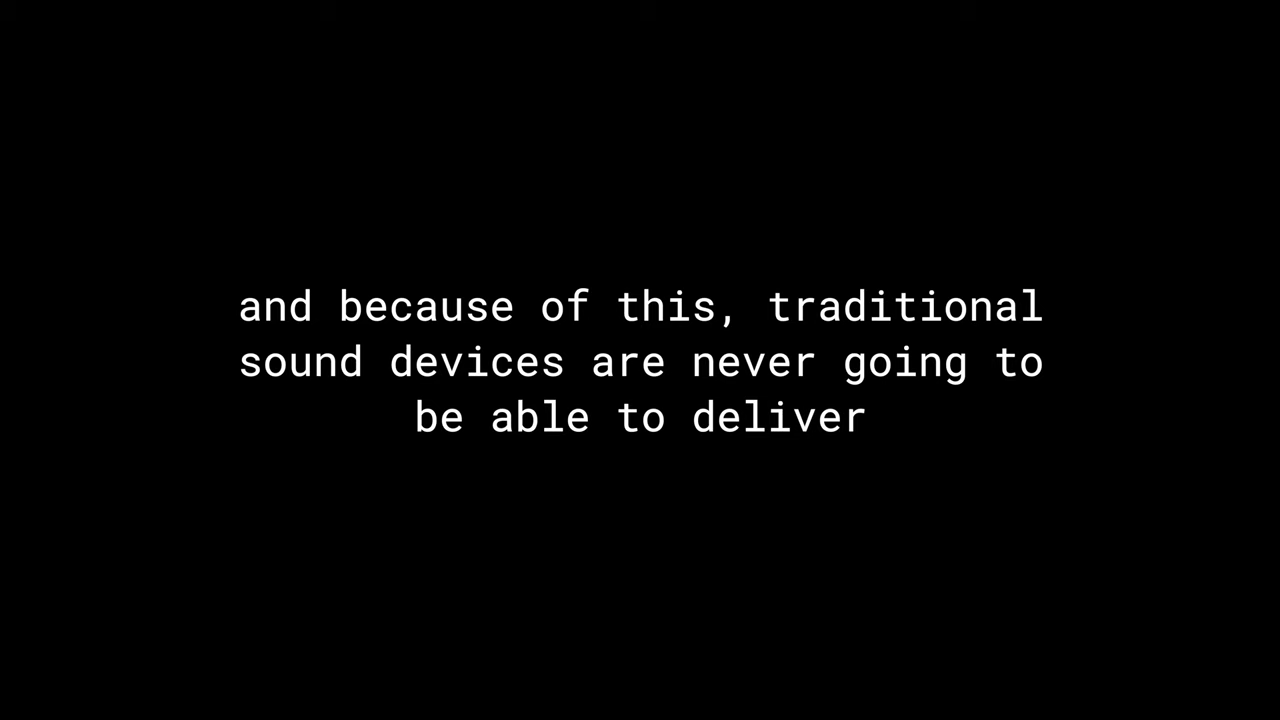 and because of this, traditional
sound devices are never going to
be able to deliver